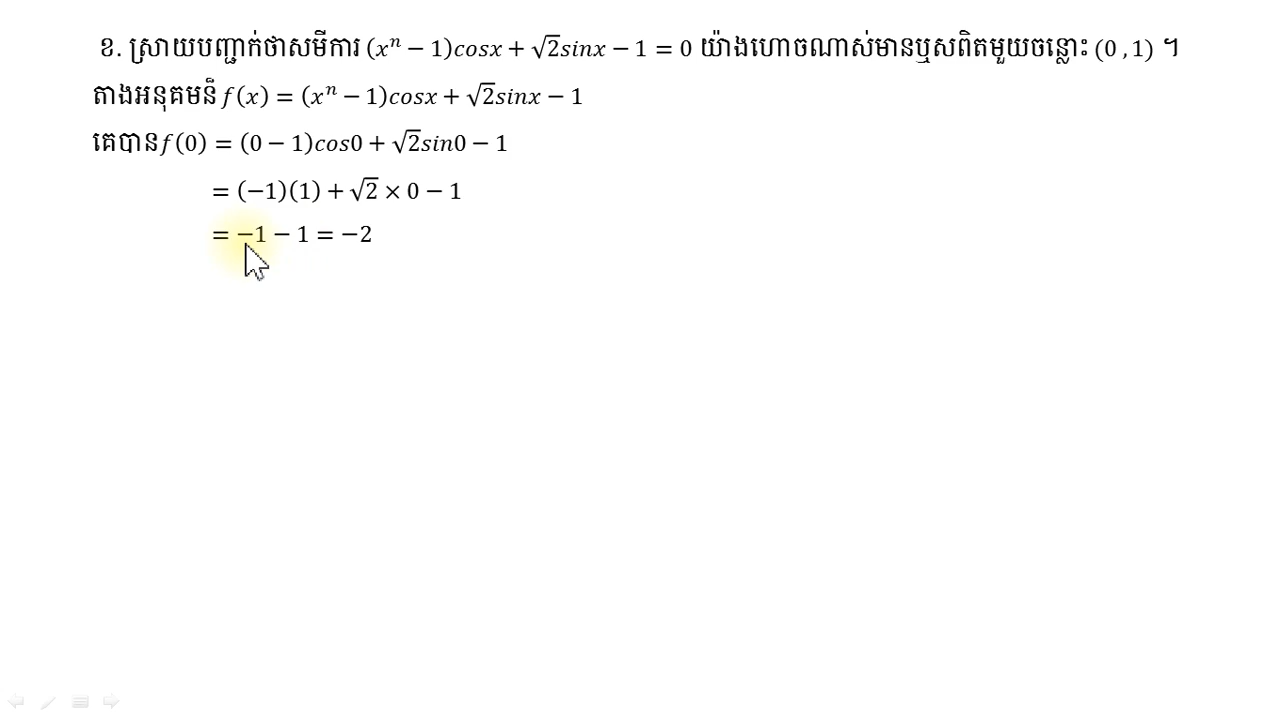 ខ. ស្រាយបញ្ជាក់ថាសមីការ (xⁿ − 1)cosx + √2sinx − 1 = 0 យ៉ាងហោចណាស់មានឬសពិតមួយចន្លោះ (0 , 1) ។
តាងអនុគមន៍ f(x) = (xⁿ − 1)cosx + √2sinx − 1
គេបាន f(0) = (0 − 1)cos0 + √2sin0 − 1
= (−1)(1) + √2 × 0 − 1
= −1 − 1 = −2